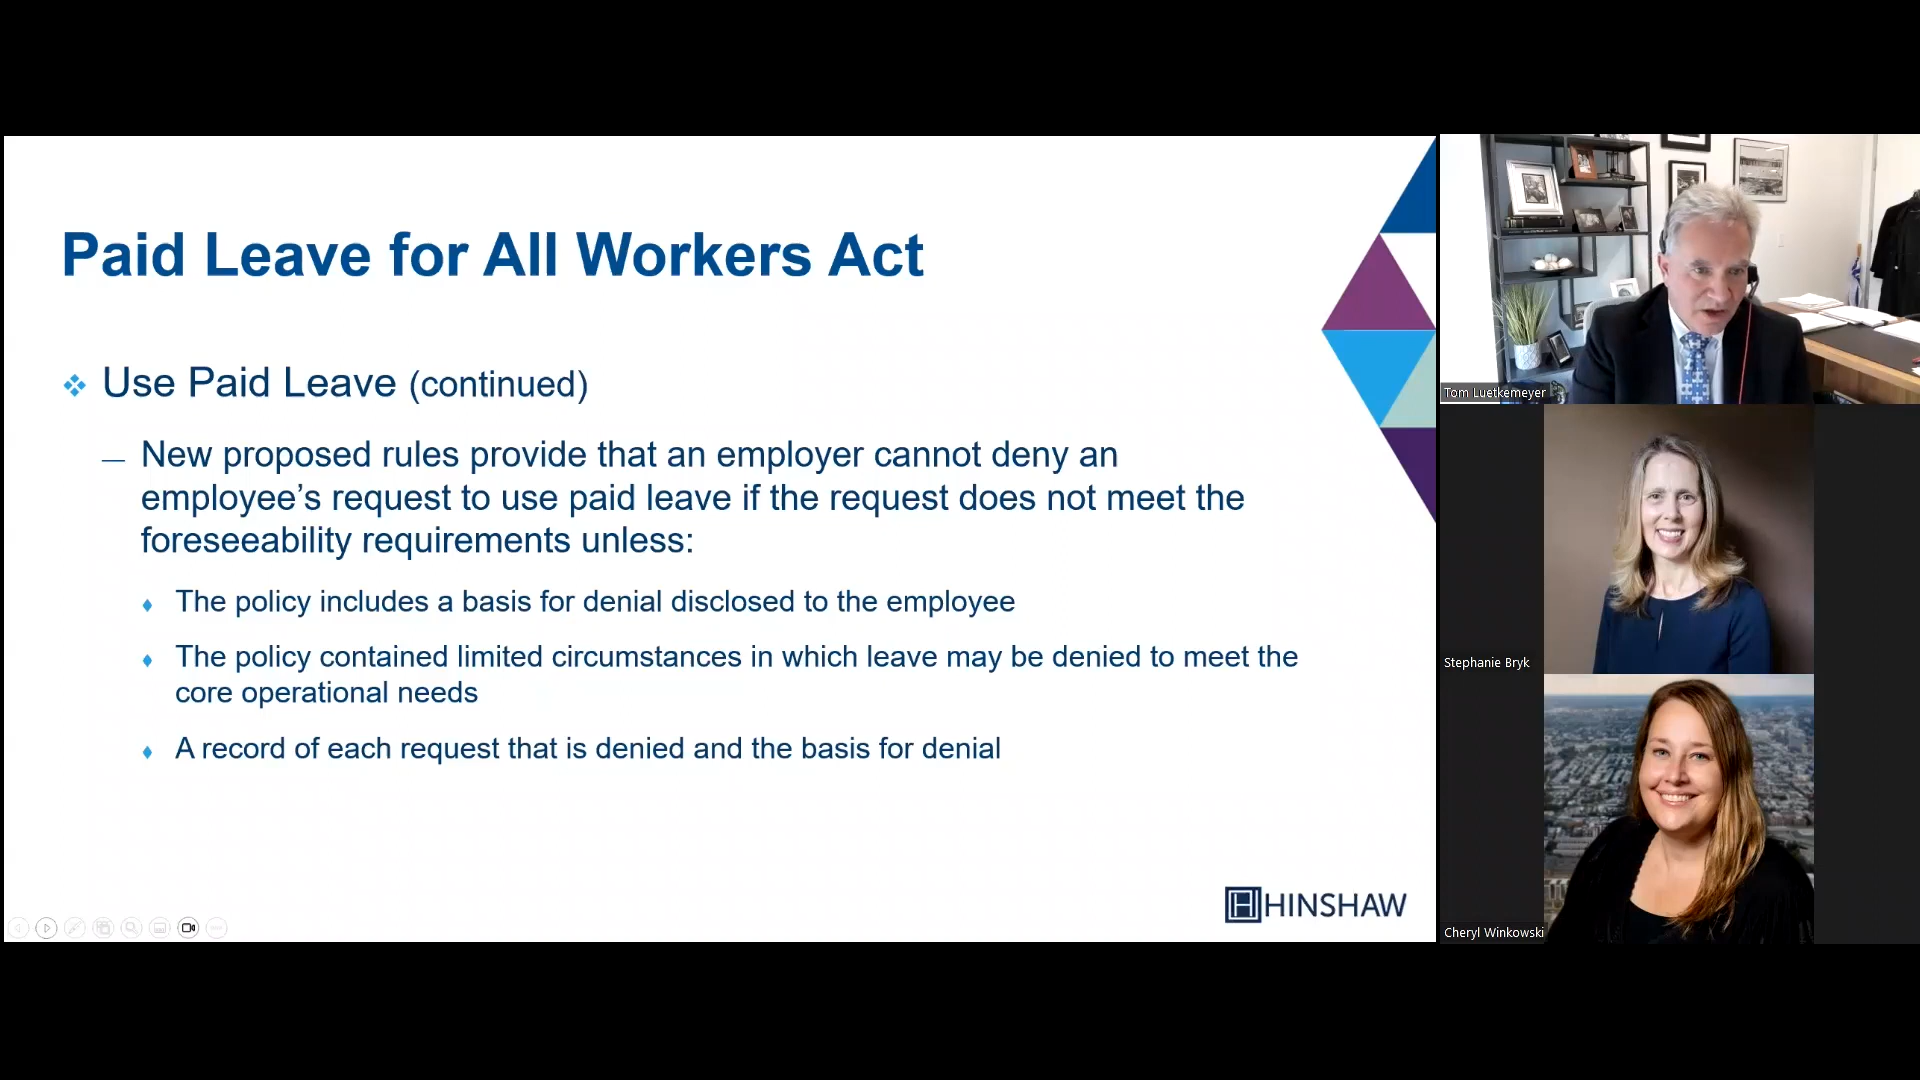 Paid Leave for All Workers Act
Use Paid Leave (continued)
— New proposed rules provide that an employer cannot deny an
employee’s request to use paid leave if the request does not meet the
foreseeability requirements unless:
The policy includes a basis for denial disclosed to the employee
The policy contained limited circumstances in which leave may be denied to meet the
core operational needs
A record of each request that is denied and the basis for denial
HINSHAW
Tom Luetkemeyer
Stephanie Bryk
Cheryl Winkowski